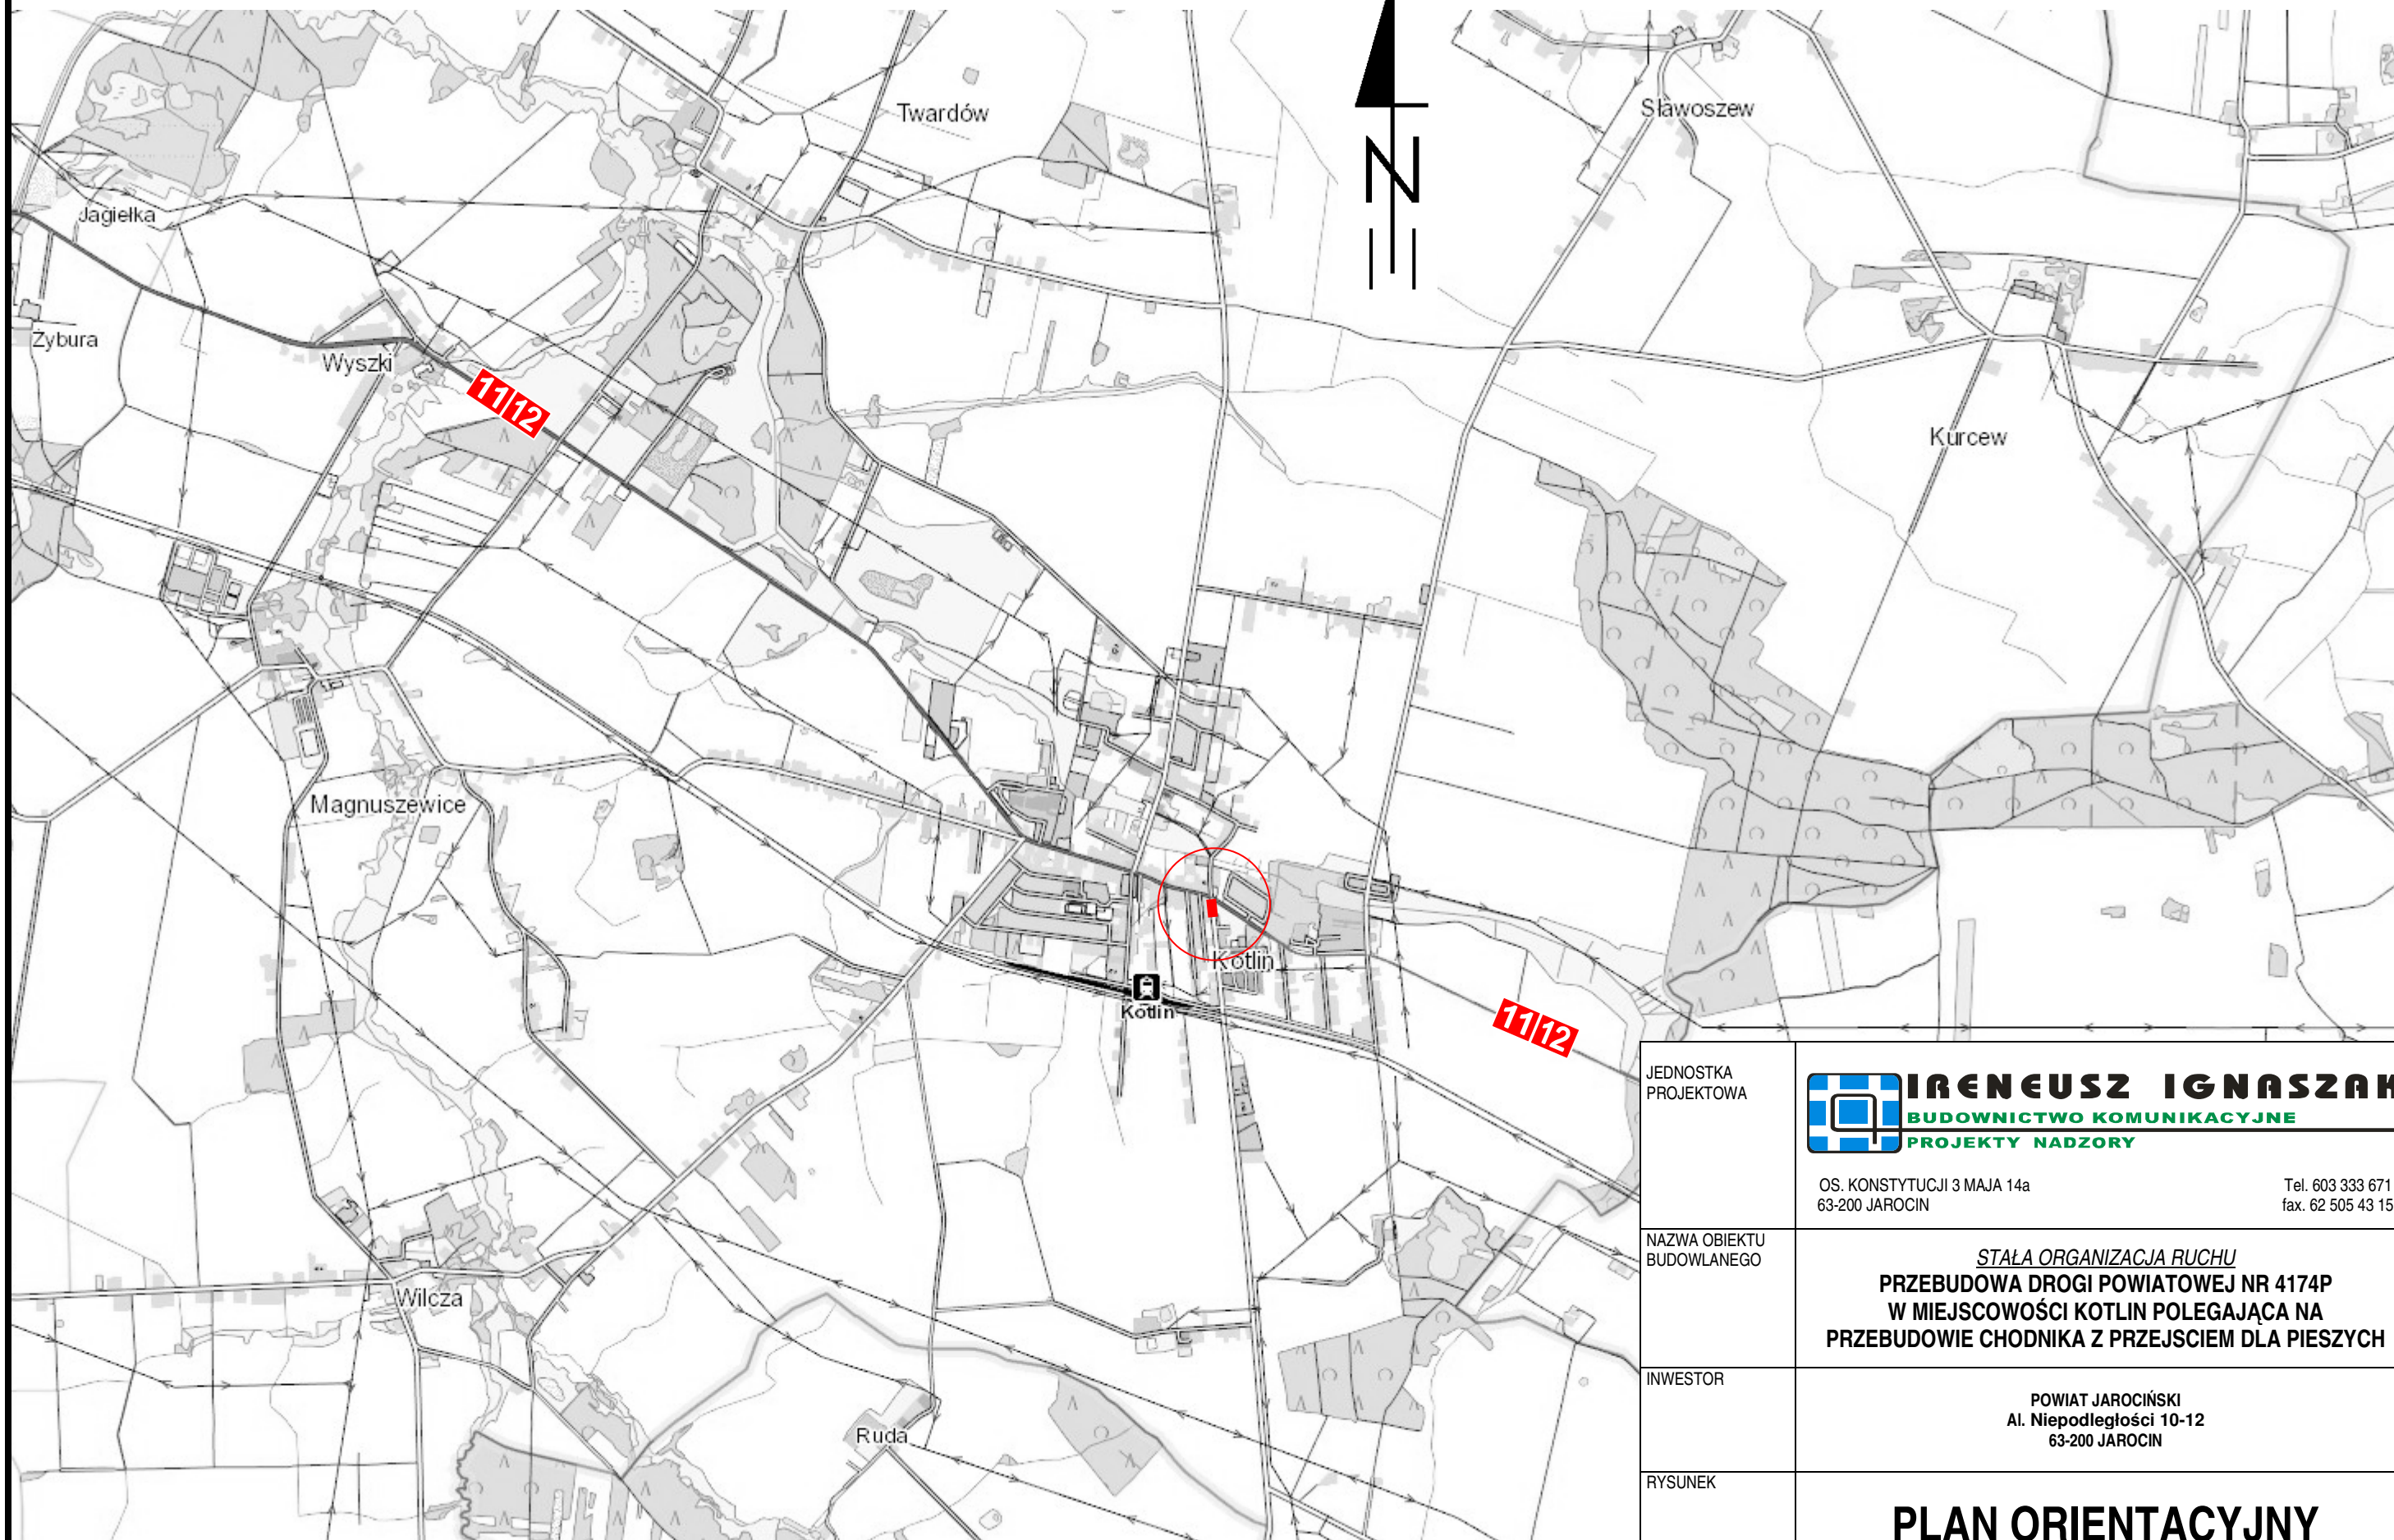 Twardów
Sławoszew
N
Jagiełka
Żybura
Wyszki
11/12
Kurcew
Magnuszewice
Kotlin
Kotlin
11/12
Wilcza
Ruda
JEDNOSTKA
PROJEKTOWA
IRENEUSZ IGNASZAK
BUDOWNICTWO KOMUNIKACYJNE
PROJEKTY NADZORY
OS. KONSTYTUCJI 3 MAJA 14a
63-200 JAROCIN
Tel. 603 333 671
fax. 62 505 43 15
NAZWA OBIEKTU
BUDOWLANEGO
STAŁA ORGANIZACJA RUCHU
PRZEBUDOWA DROGI POWIATOWEJ NR 4174P
W MIEJSCOWOŚCI KOTLIN POLEGAJĄCA NA
PRZEBUDOWIE CHODNIKA Z PRZEJSCIEM DLA PIESZYCH
INWESTOR
POWIAT JAROCIŃSKI
Al. Niepodległości 10-12
63-200 JAROCIN
RYSUNEK
PLAN ORIENTACYJNY